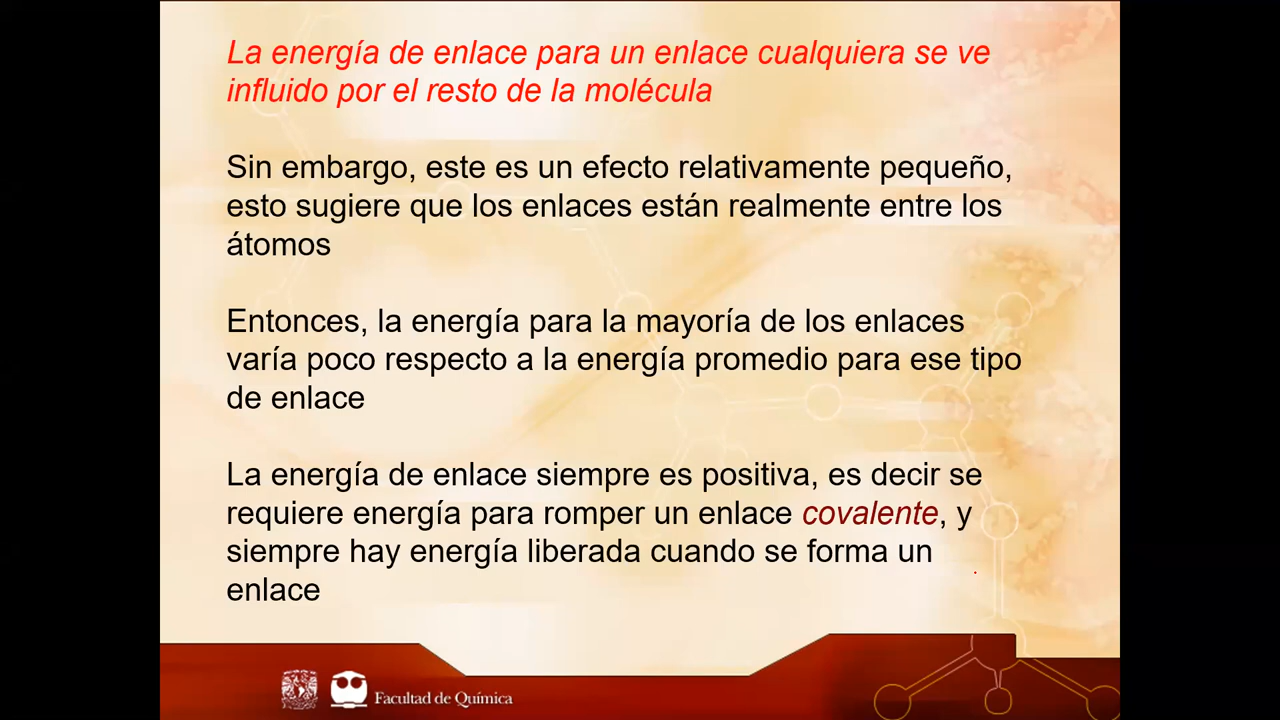 La energía de enlace para un enlace cualquiera se ve
influido por el resto de la molécula
Sin embargo, este es un efecto relativamente pequeño,
esto sugiere que los enlaces están realmente entre los
átomos
Entonces, la energía para la mayoría de los enlaces
varía poco respecto a la energía promedio para ese tipo
de enlace
La energía de enlace siempre es positiva, es decir se
requiere energía para romper un enlace covalente, y
siempre hay energía liberada cuando se forma un
enlace
Facultad de Química